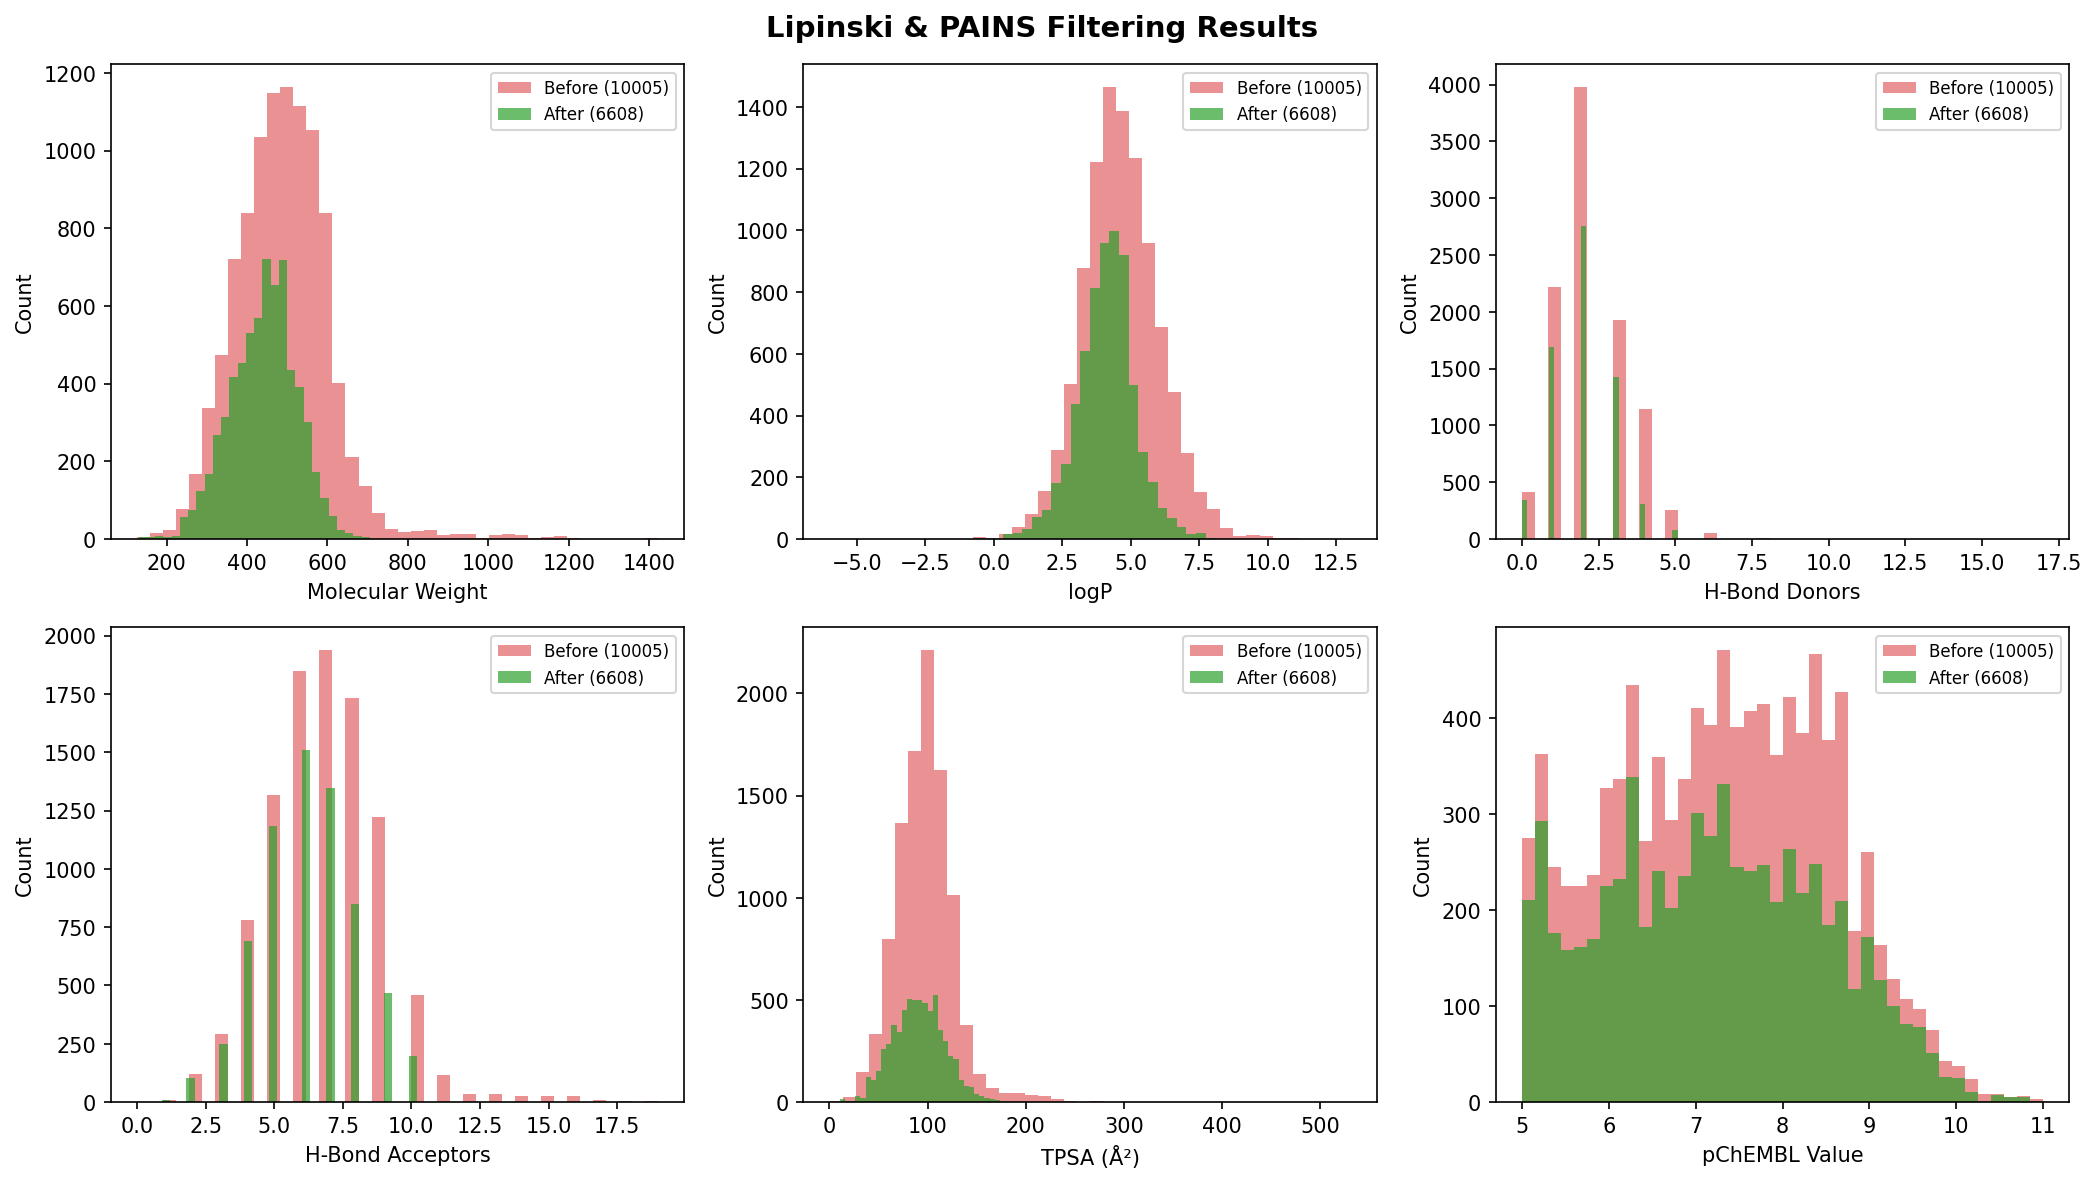 Lipinski & PAINS Filtering Results
1200
1000
800
600
400
200
0
Count
200 400 600 800 1000 1200 1400
Molecular Weight
Before (10005)
After (6608)
1400
1200
1000
800
600
400
200
0
Count
−5.0 −2.5 0.0 2.5 5.0 7.5 10.0 12.5
logP
Before (10005)
After (6608)
4000
3500
3000
2500
2000
1500
1000
500
0
Count
0.0 2.5 5.0 7.5 10.0 12.5 15.0 17.5
H-Bond Donors
Before (10005)
After (6608)
2000
1750
1500
1250
1000
750
500
250
0
Count
0.0 2.5 5.0 7.5 10.0 12.5 15.0 17.5
H-Bond Acceptors
Before (10005)
After (6608)
2000
1500
1000
500
0
Count
0 100 200 300 400 500
TPSA (Å²)
Before (10005)
After (6608)
400
300
200
100
0
Count
5 6 7 8 9 10 11
pChEMBL Value
Before (10005)
After (6608)